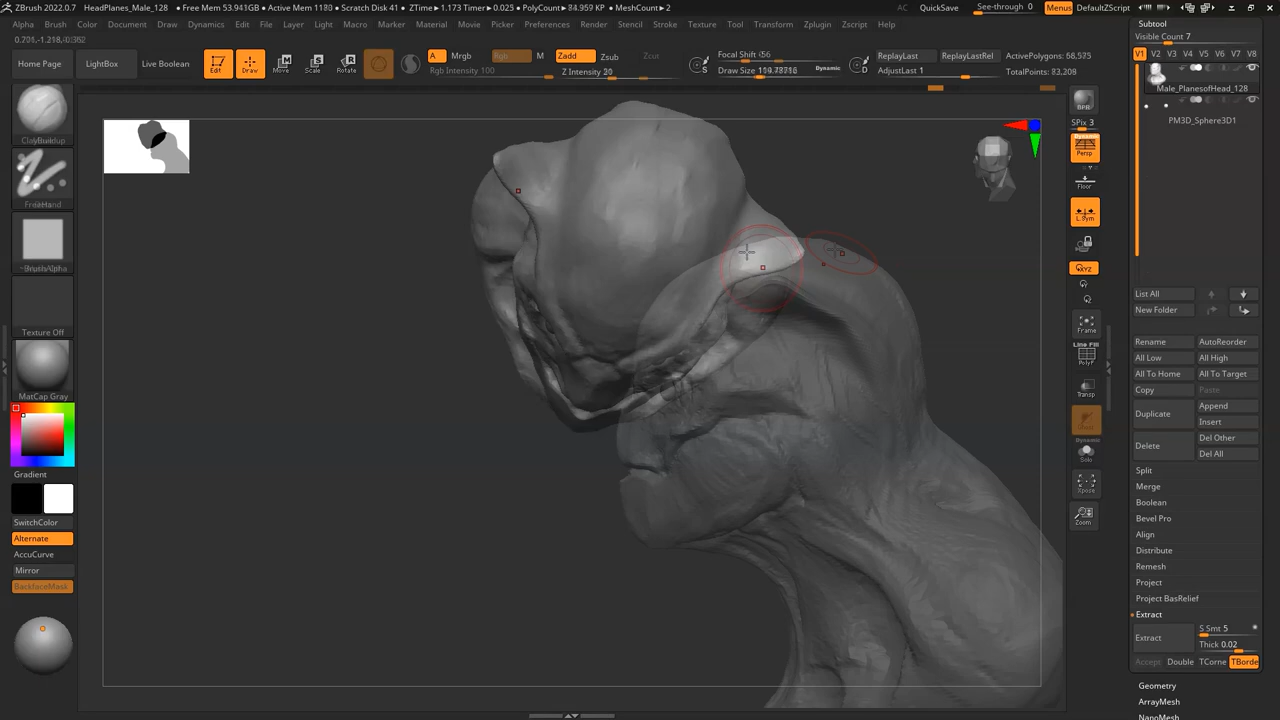 ZBrush 2022.0.7 HeadPlanes_Male_128 • Free Mem 53.941GB • Active Mem 1180 • Scratch Disk 41 • ZTime▸1.173 Timer▸0.025 • PolyCount▸84.959 KP • MeshCount▸2 AC QuickSave See-through 0 Menus DefaultZScript
Alpha Brush Color Document Draw Dynamics Edit File Layer Light Macro Marker Material Movie Picker Preferences Render Stencil Stroke Texture Tool Transform Zplugin Zscript Help
Home Page LightBox Live Boolean
Edit Draw Move Scale Rotate
A Mrgb Rgb M Zadd Zsub Zcut
Rgb Intensity 100 Z Intensity 20
Focal Shift -56
Draw Size Dynamic
S D
ReplayLast ReplayLastRel
AdjustLast 1
ActivePolygons: 68,575
TotalPoints: 83,208
ClayBuildup
FreeHand
BrushAlpha
Texture Off
MatCap Gray
Gradient
SwitchColor
Alternate
AccuCurve
Mirror
BackfaceMask
BPR
SPix 3
Dynamic
Persp
Floor
L.Sym
XYZ
Frame
Line Fill
PolyF
Transp
Dynamic
Solo
Xpose
Zoom
Subtool
Visible Count 7
V1 V2 V3 V4 V5 V6 V7 V8
Male_PlanesofHead_128
PM3D_Sphere3D1
List All
New Folder
Rename AutoReorder
All Low All High
All To Home All To Target
Copy Paste
Duplicate Append
Insert
Delete Del Other
Del All
Split
Merge
Boolean
Bevel Pro
Align
Distribute
Remesh
Project
Project BasRelief
Extract
Extract S Smt 5
Thick 0.02
Accept Double TCorne TBorde
Geometry
ArrayMesh
NanoMesh